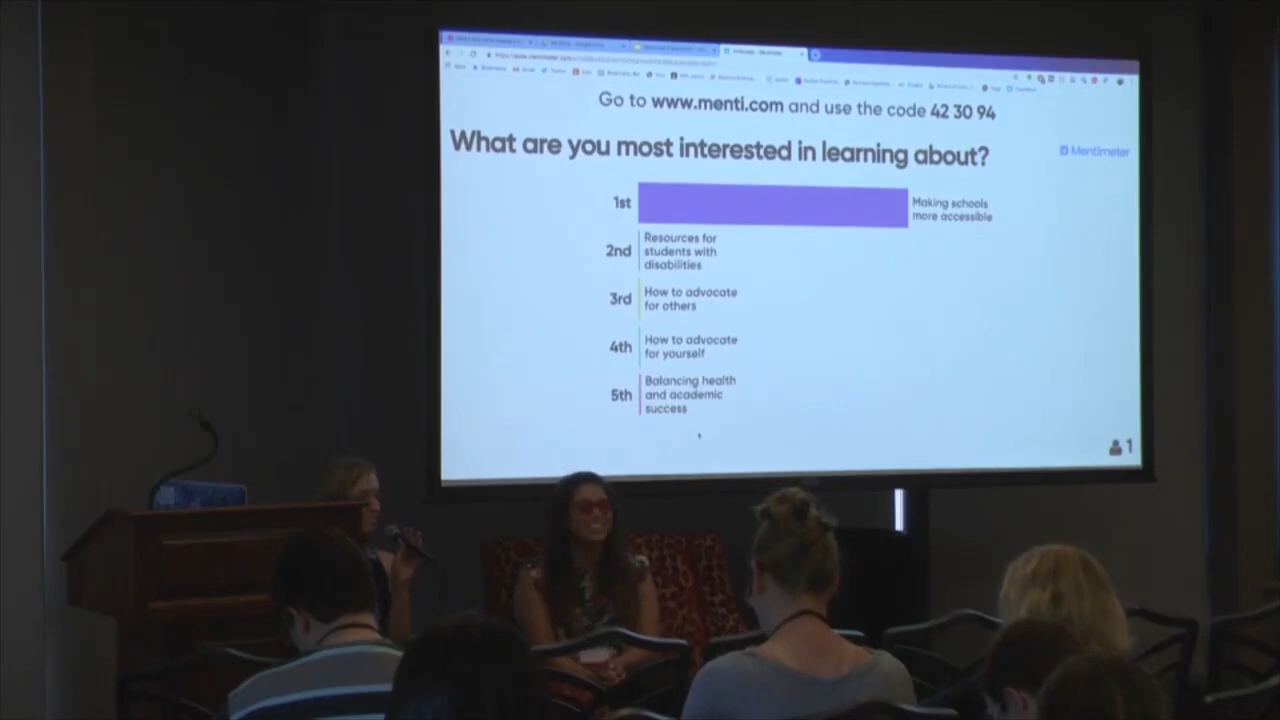 Go to www.menti.com and use the code 42 30 94
What are you most interested in learning about?
Mentimeter
1st
Making schools
more accessible
2nd
Resources for
students with
disabilities
3rd
How to advocate
for others
4th
How to advocate
for yourself
5th
Balancing health
and academic
success
1